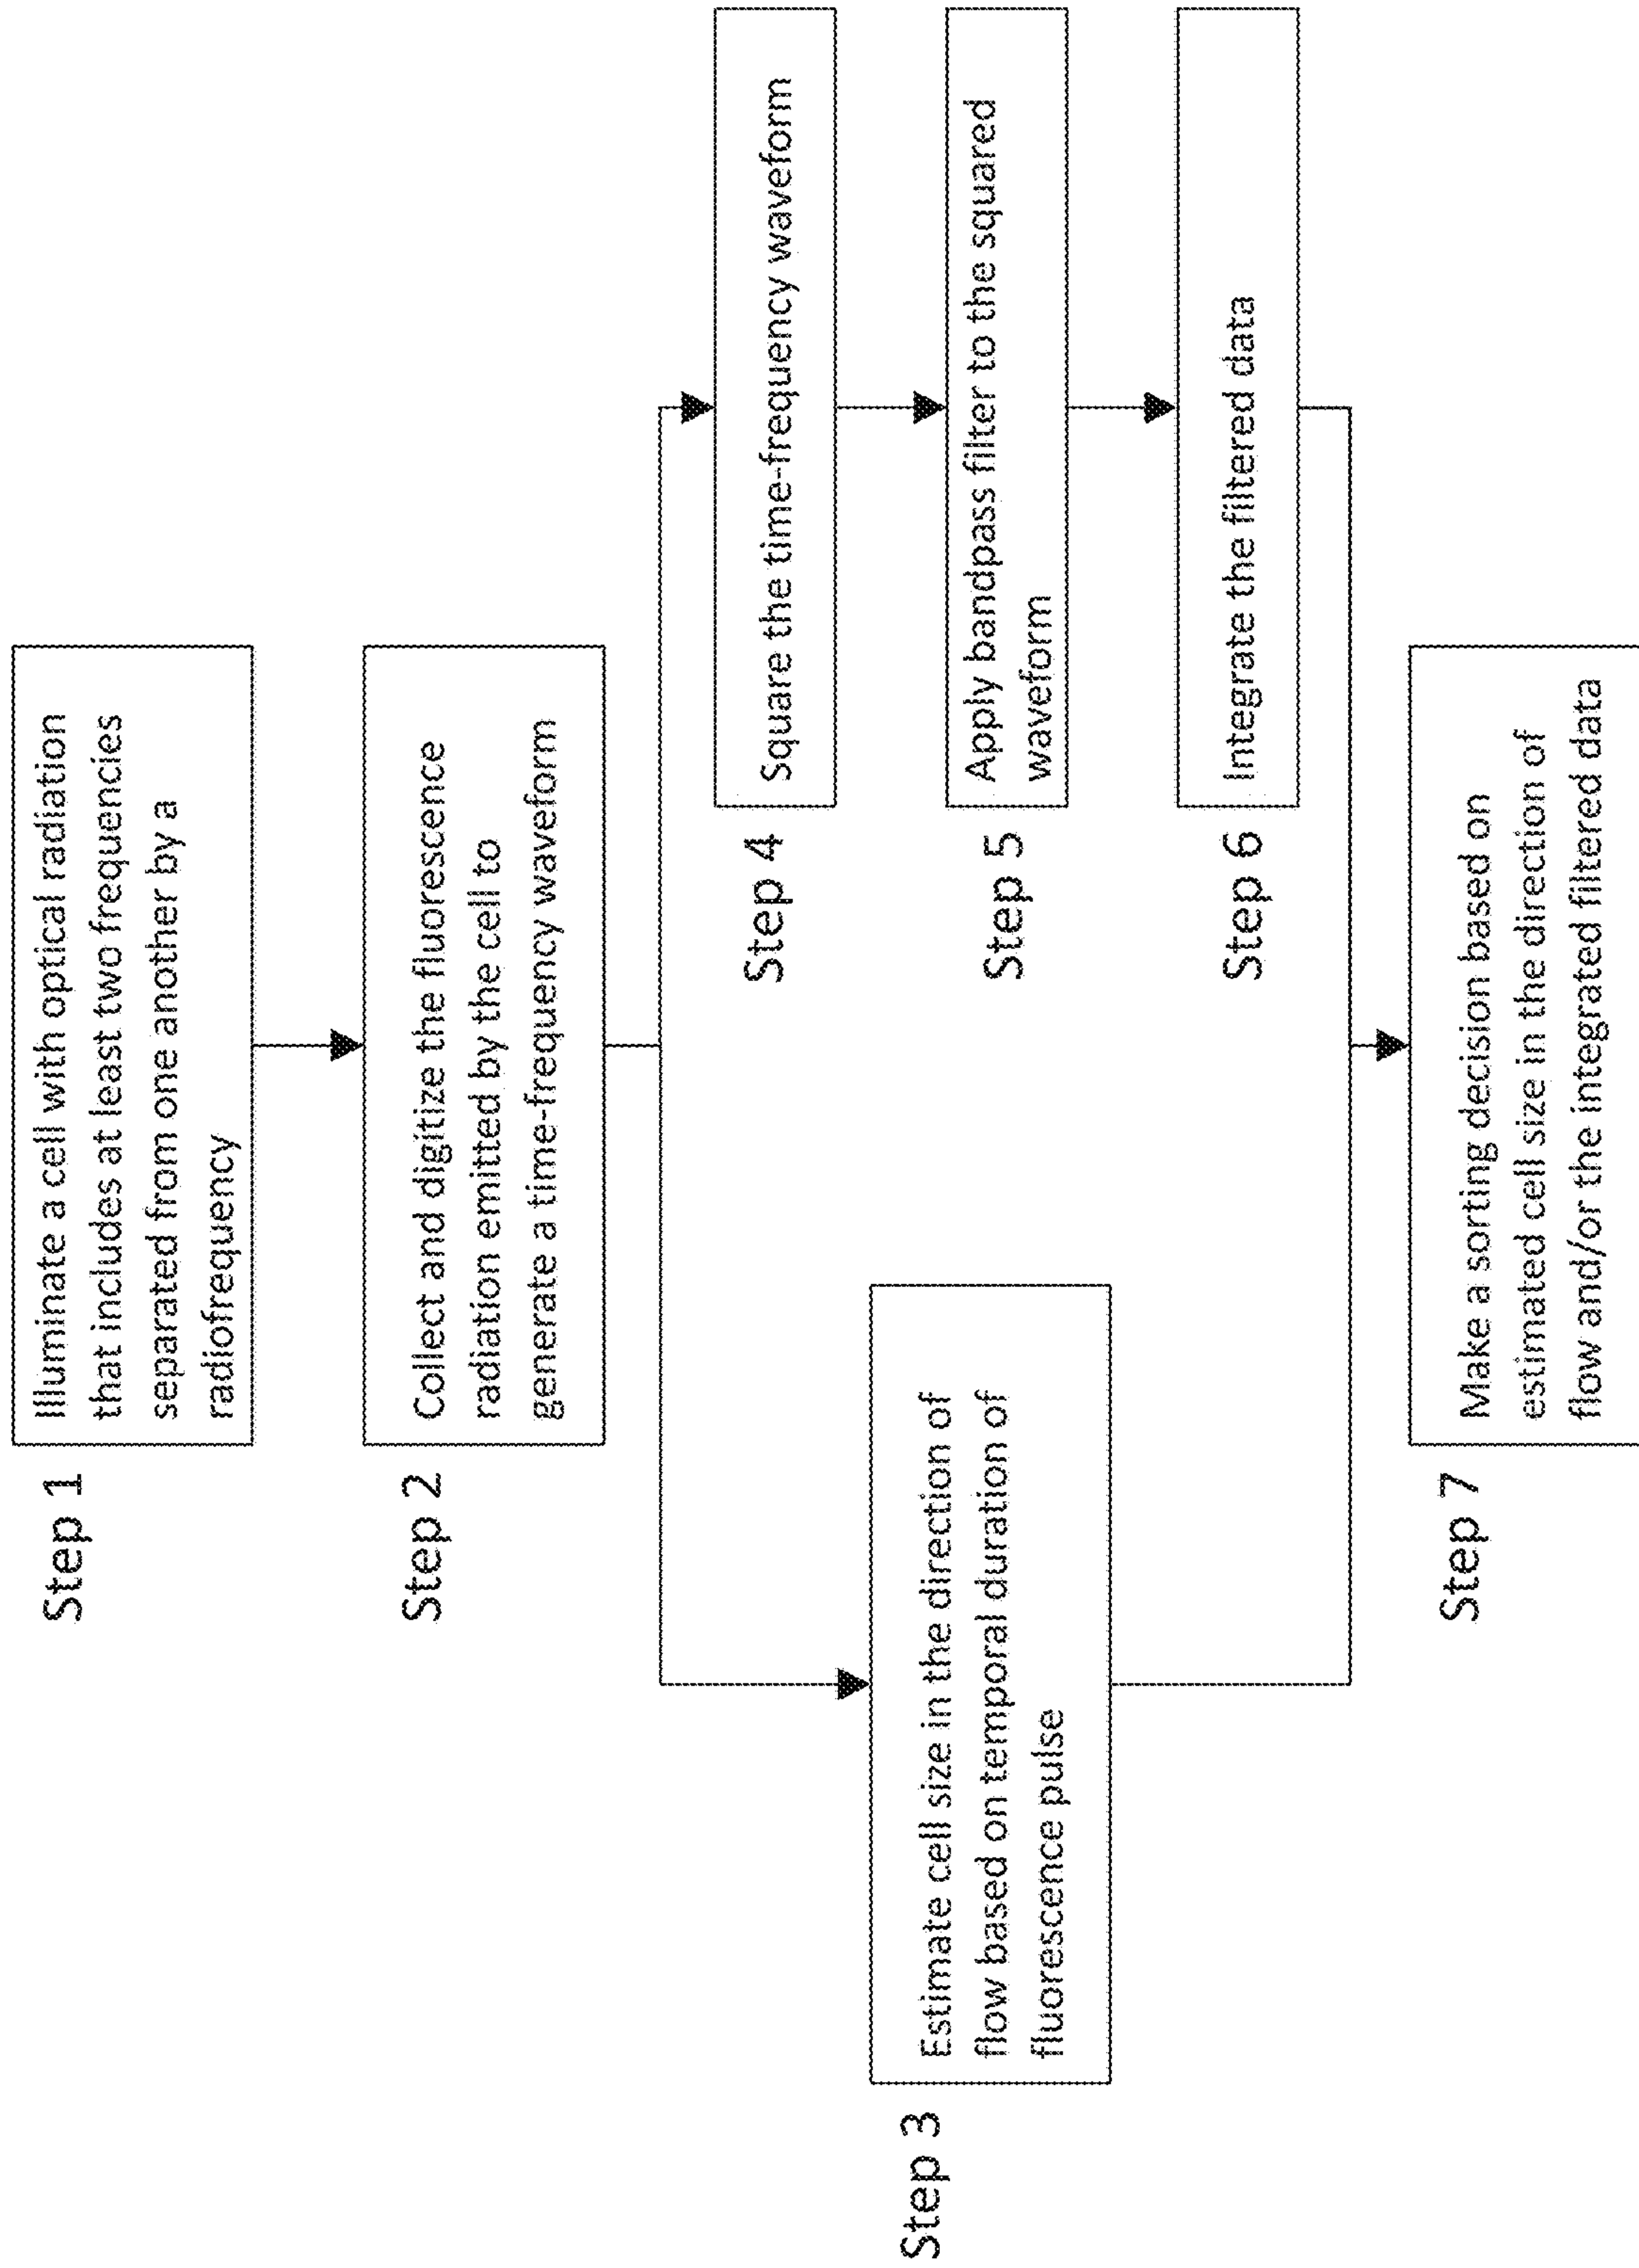 Step 1
Illuminate a cell with optical radiation
that includes at least two frequencies
separated from one another by a
radiofrequency
Step 2
Collect and digitize the fluorescence
radiation emitted by the cell to
generate a time-frequency waveform
Step 3
Estimate cell size in the direction of
flow based on temporal duration of
fluorescence pulse
Step 4
Square the time-frequency waveform
Step 5
Apply bandpass filter to the squared
waveform
Step 6
Integrate the filtered data
Step 7
Make a sorting decision based on
estimated cell size in the direction of
flow and/or the integrated filtered data